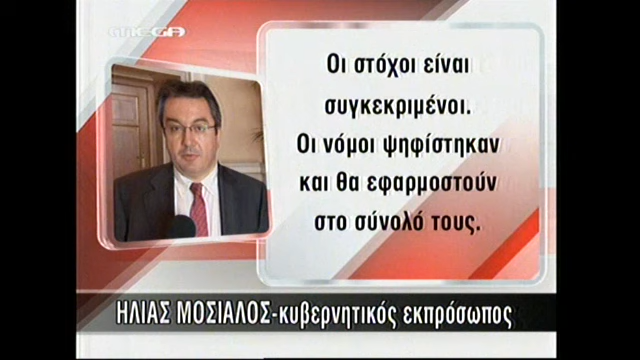 MEGA
Οι στόχοι είναι
συγκεκριμένοι.
Οι νόμοι ψηφίστηκαν
και θα εφαρμοστούν
στο σύνολό τους.
ΗΛΙΑΣ ΜΟΣΙΑΛΟΣ-κυβερνητικός εκπρόσωπος